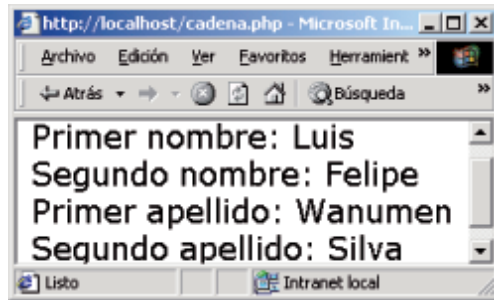 http://localhost/cadena.php - Microsoft In...
Archivo Edición Ver Favoritos Herramient »
Atrás Búsqueda »
Primer nombre: Luis
Segundo nombre: Felipe
Primer apellido: Wanumen
Segundo apellido: Silva
Listo Intranet local